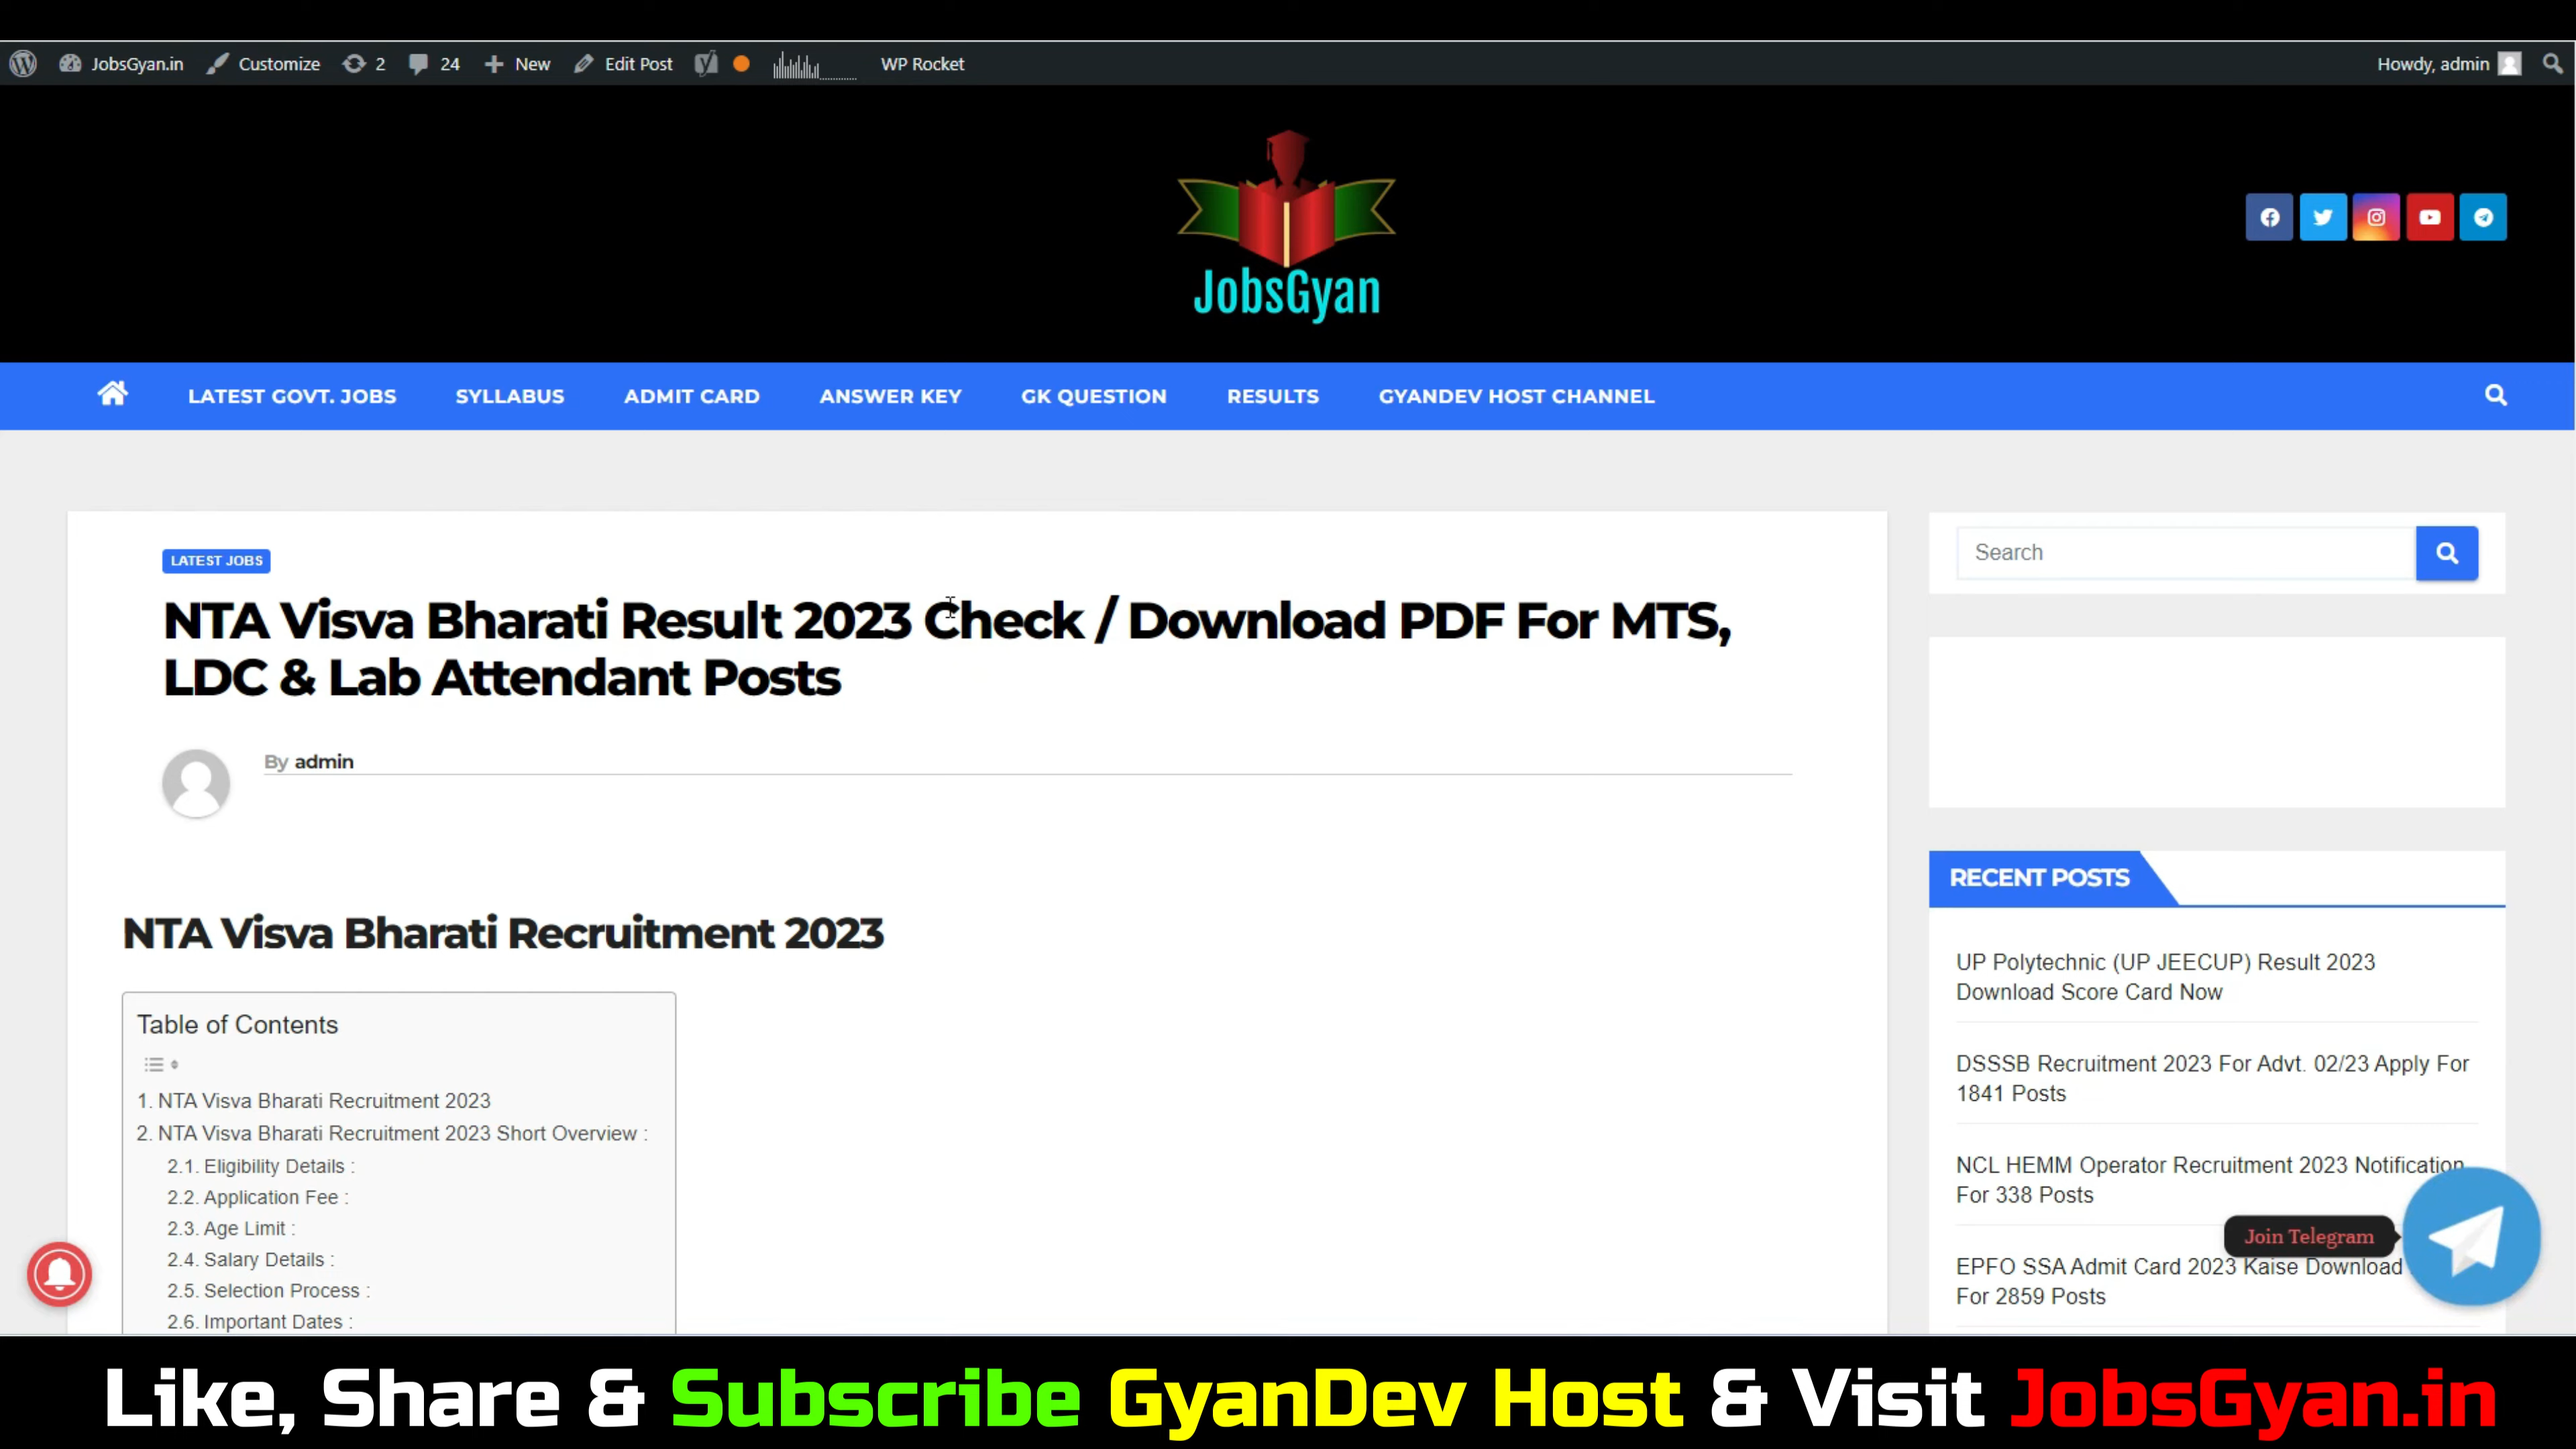 JobsGyan.in Customize 2 24 New Edit Post WP Rocket Howdy, admin
JobsGyan
LATEST GOVT. JOBS SYLLABUS ADMIT CARD ANSWER KEY GK QUESTION RESULTS GYANDEV HOST CHANNEL
LATEST JOBS
NTA Visva Bharati Result 2023 Check / Download PDF For MTS,
LDC & Lab Attendant Posts
By admin
NTA Visva Bharati Recruitment 2023
Table of Contents
1. NTA Visva Bharati Recruitment 2023
2. NTA Visva Bharati Recruitment 2023 Short Overview :
2.1. Eligibility Details :
2.2. Application Fee :
2.3. Age Limit :
2.4. Salary Details :
2.5. Selection Process :
2.6. Important Dates :
Search
RECENT POSTS
UP Polytechnic (UP JEECUP) Result 2023
Download Score Card Now
DSSSB Recruitment 2023 For Advt. 02/23 Apply For
1841 Posts
NCL HEMM Operator Recruitment 2023 Notification
For 338 Posts
Join Telegram
EPFO SSA Admit Card 2023 Kaise Download
For 2859 Posts
Like, Share & Subscribe GyanDev Host & Visit JobsGyan.in